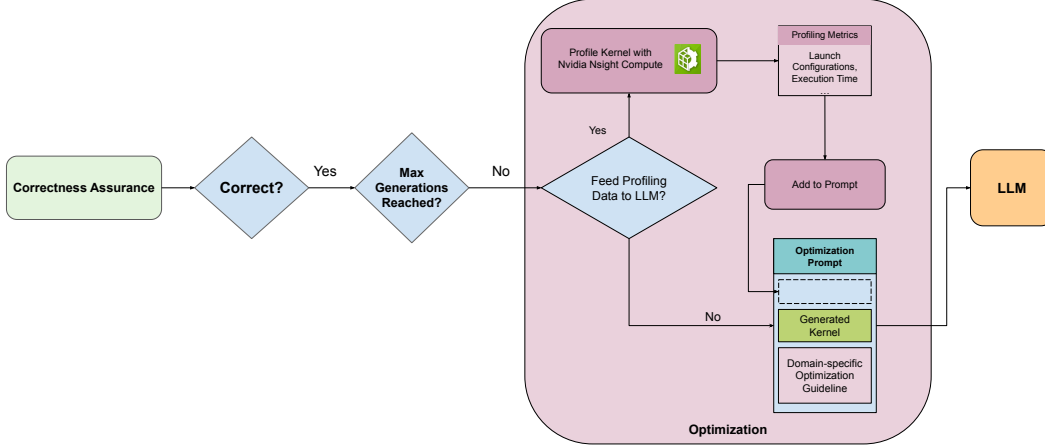 Correctness Assurance
Correct?
Yes
Max
Generations
Reached?
No
Profile Kernel with
Nvidia Nsight Compute
Profiling Metrics
Launch
Configurations,
Execution Time
...
Yes
Feed Profiling
Data to LLM?
Add to Prompt
No
Optimization
Prompt
Generated
Kernel
Domain-specific
Optimization
Guideline
Optimization
LLM